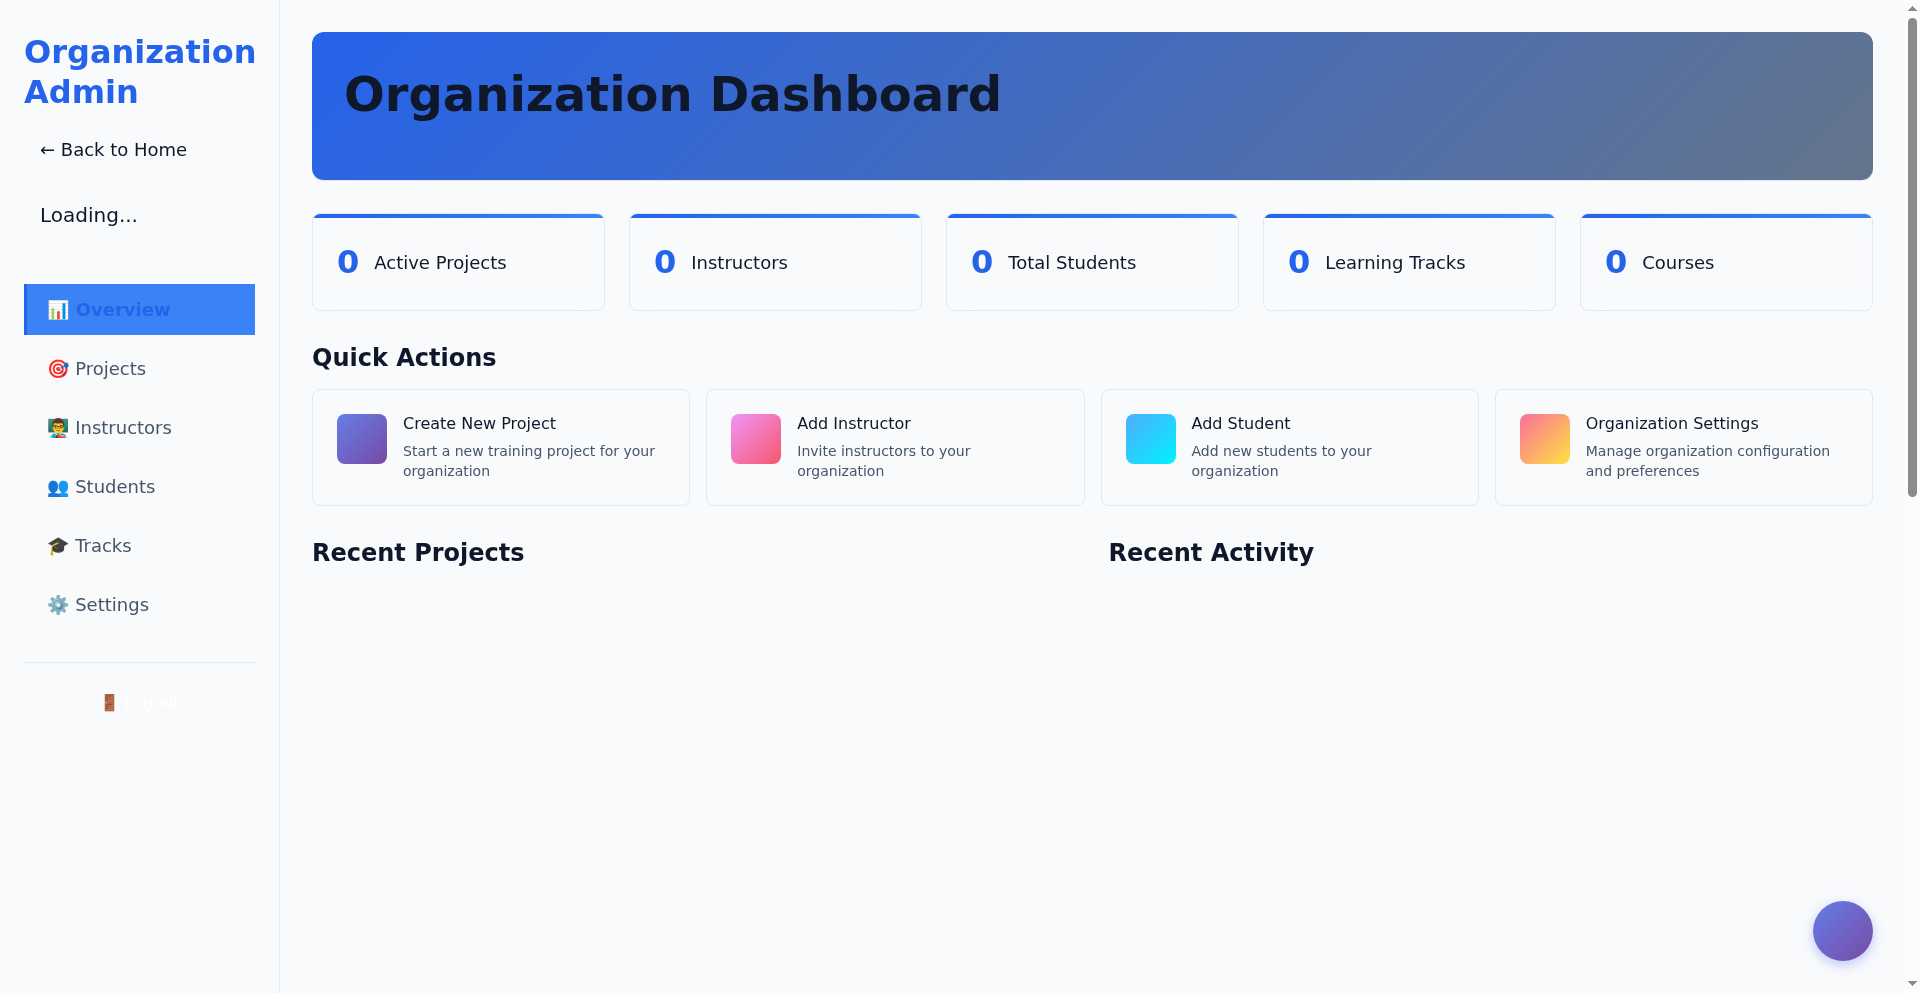 Organization
Admin
← Back to Home
Loading...
📊 Overview
🎯 Projects
👨‍🏫 Instructors
👥 Students
🎓 Tracks
⚙️ Settings
🚪 Logout
Organization Dashboard
0 Active Projects
0 Instructors
0 Total Students
0 Learning Tracks
0 Courses
Quick Actions
Create New Project
Start a new training project for your
organization
Add Instructor
Invite instructors to your
organization
Add Student
Add new students to your
organization
Organization Settings
Manage organization configuration
and preferences
Recent Projects
Recent Activity